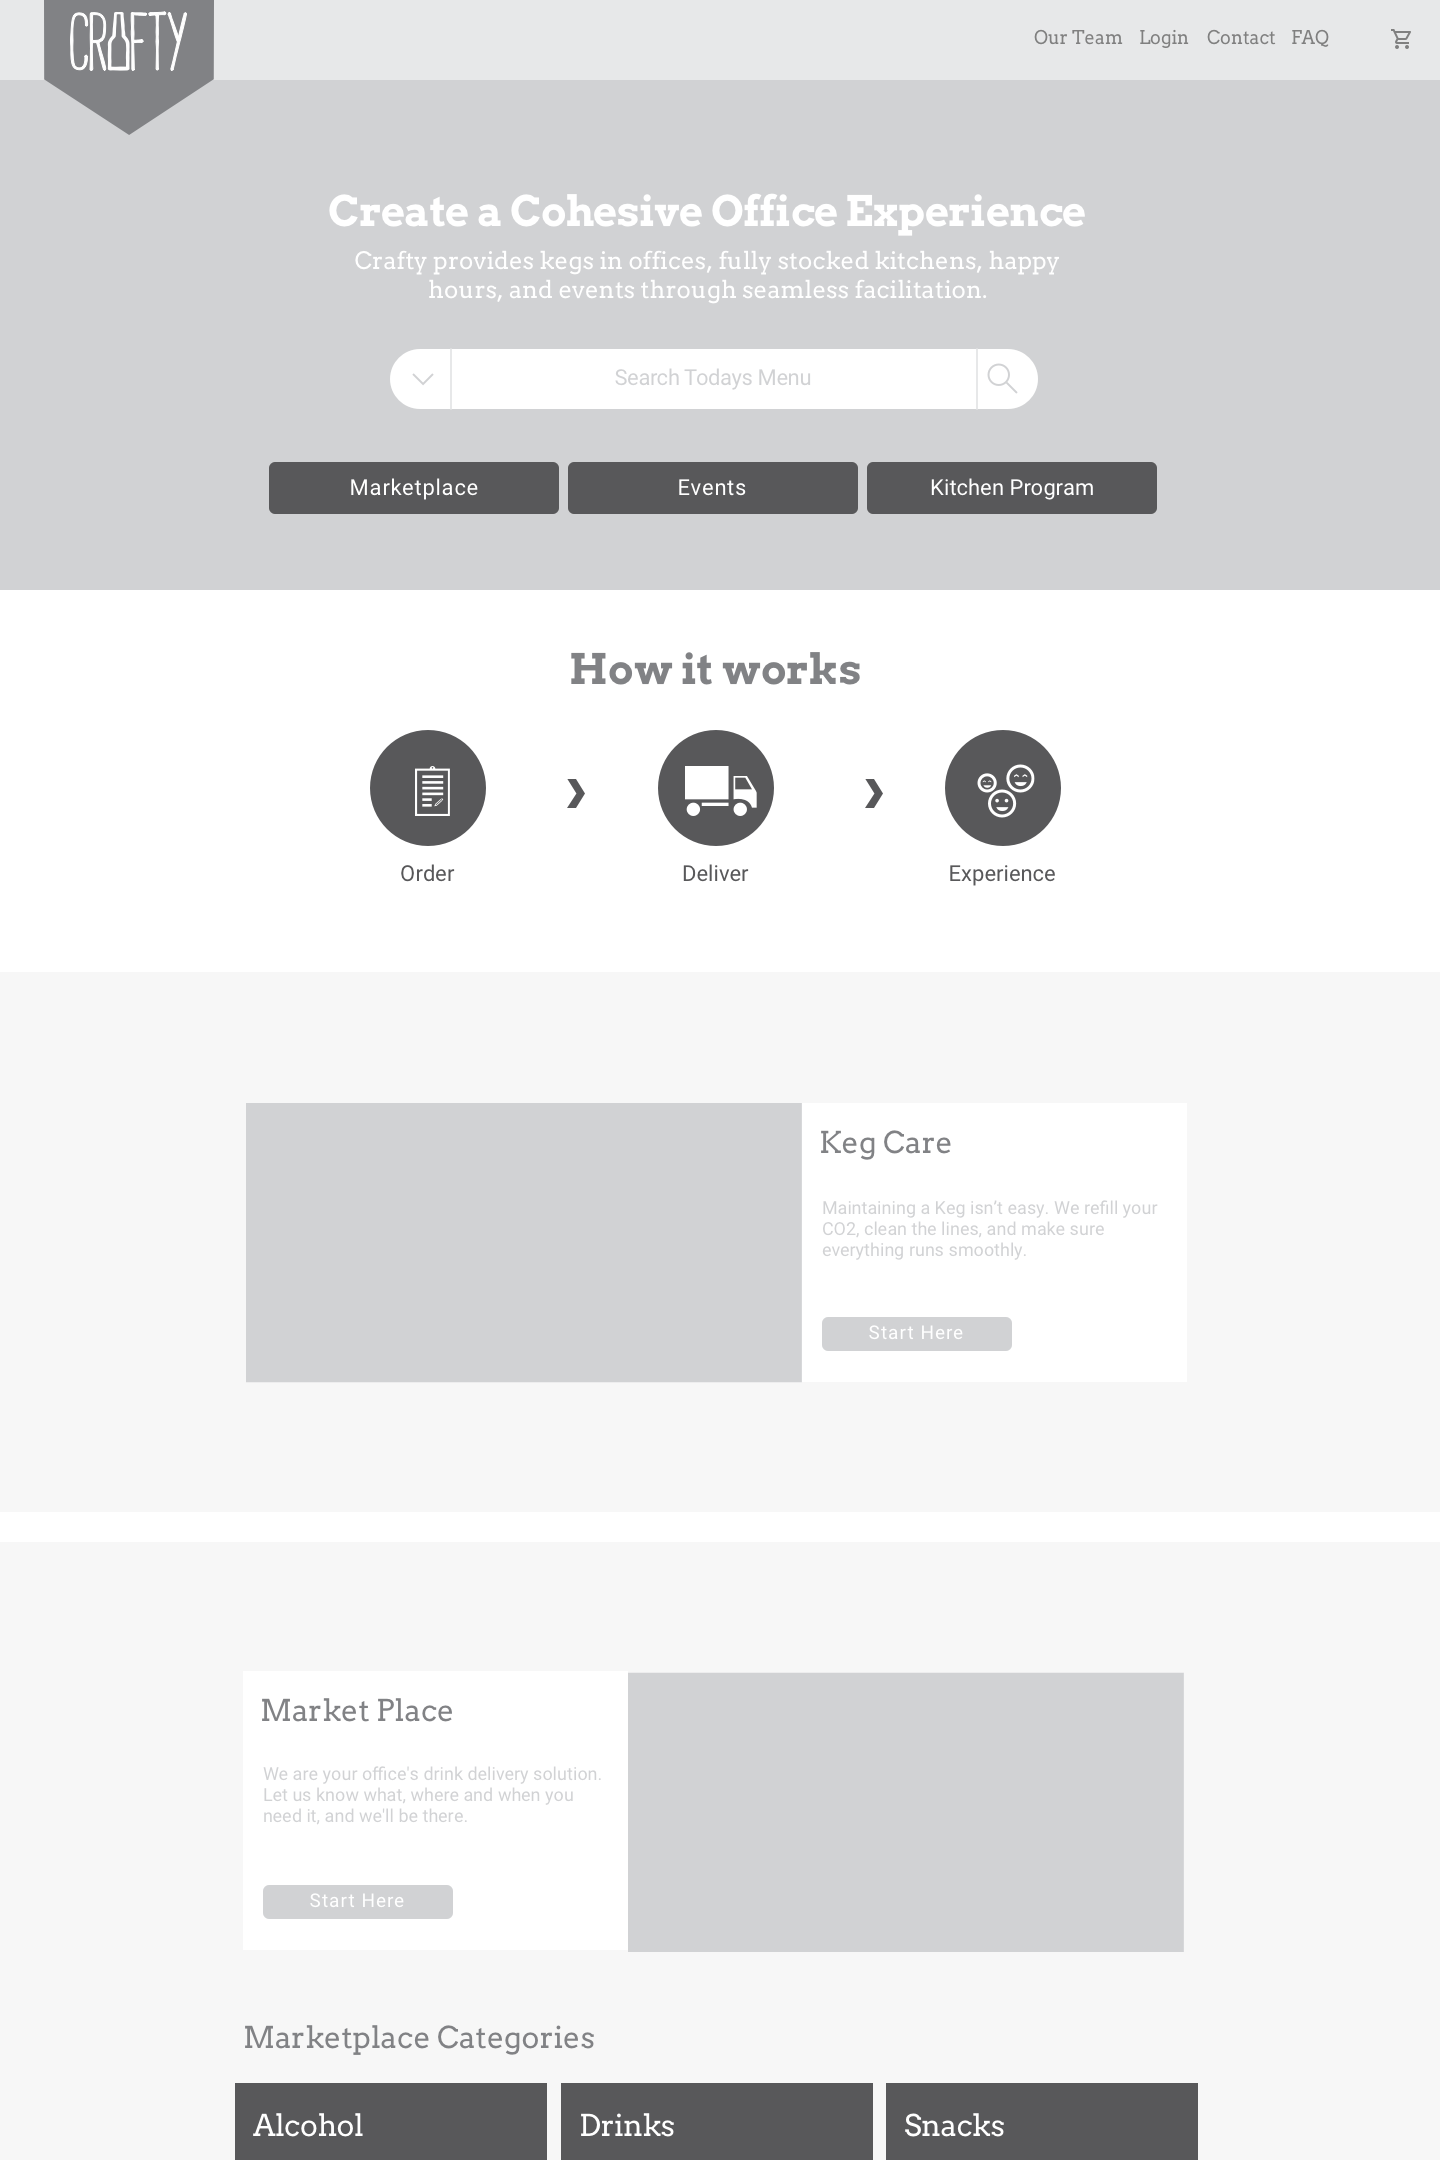 CRAFTY
Our Team Login Contact FAQ
Create a Cohesive Office Experience
Crafty provides kegs in offices, fully stocked kitchens, happy
hours, and events through seamless facilitation.
Search Todays Menu
Marketplace Events Kitchen Program
How it works
Order Deliver Experience
Keg Care
Maintaining a Keg isn't easy. We refill your
CO2, clean the lines, and make sure
everything runs smoothly.
Start Here
Market Place
We are your office's drink delivery solution.
Let us know what, where and when you
need it, and we'll be there.
Start Here
Marketplace Categories
Alcohol Drinks Snacks